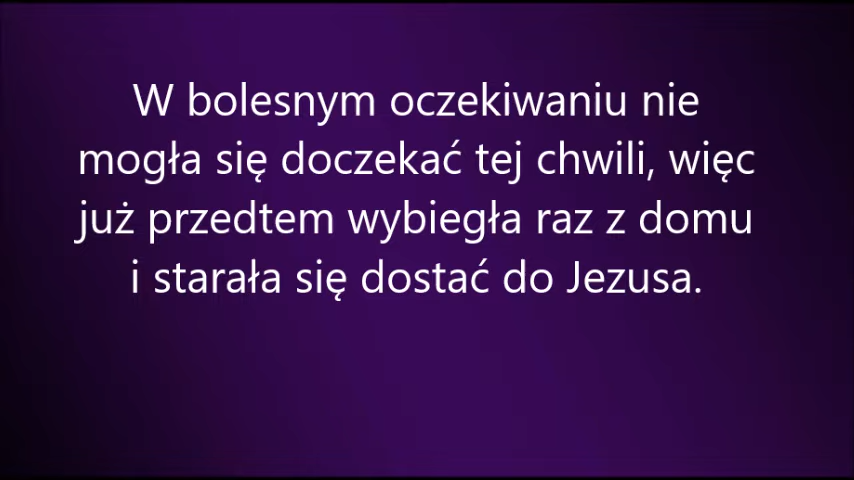 W bolesnym oczekiwaniu nie
mogła się doczekać tej chwili, więc
już przedtem wybiegła raz z domu
i starała się dostać do Jezusa.